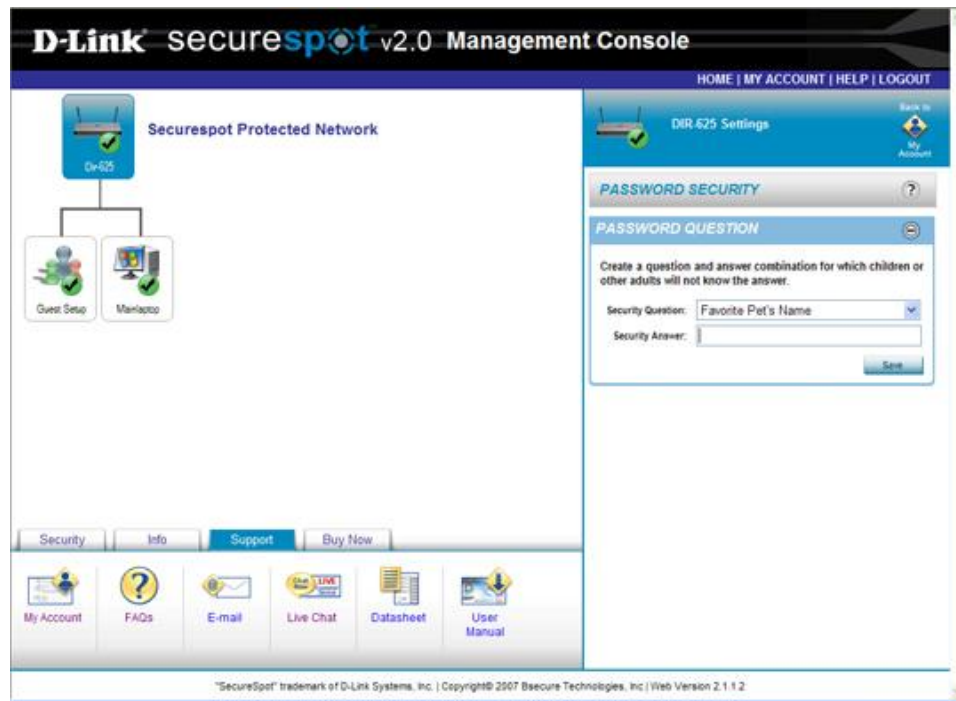 D-Link securespot v2.0 Management Console
HOME | MY ACCOUNT | HELP | LOGOUT
Dir-625
Securespot Protected Network
DIR-625 Settings
Back to
My
Account
PASSWORD SECURITY
?
PASSWORD QUESTION
Create a question and answer combination for which children or
other adults will not know the answer.
Security Question: Favorite Pet's Name
Security Answer:
Save
Guest Setup
Mainlaptop
Security
Info
Support
Buy Now
?
LIVE
My Account
FAQs
E-mail
Live Chat
Datasheet
User
Manual
"SecureSpot" trademark of D-Link Systems, Inc. | Copyright© 2007 Bsecure Technologies, Inc | Web Version 2.1.1.2